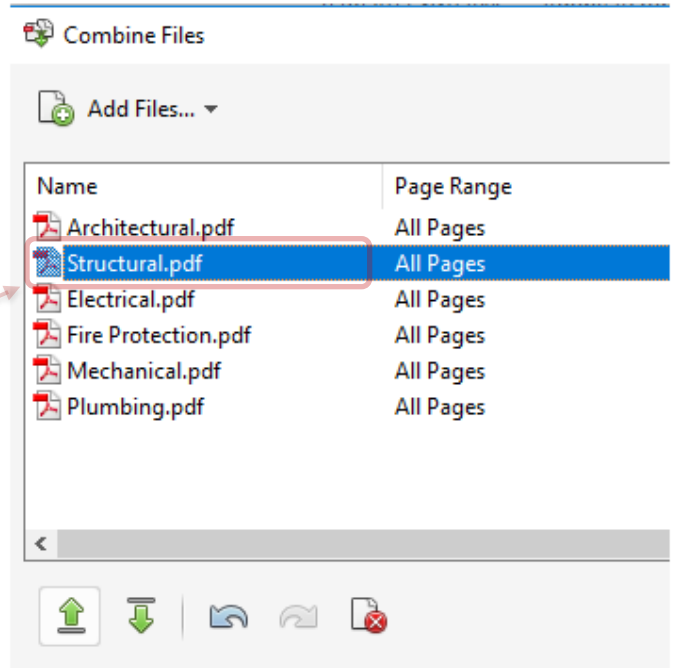 Combine Files
Add Files...
Name Page Range
Architectural.pdf All Pages
Structural.pdf All Pages
Electrical.pdf All Pages
Fire Protection.pdf All Pages
Mechanical.pdf All Pages
Plumbing.pdf All Pages